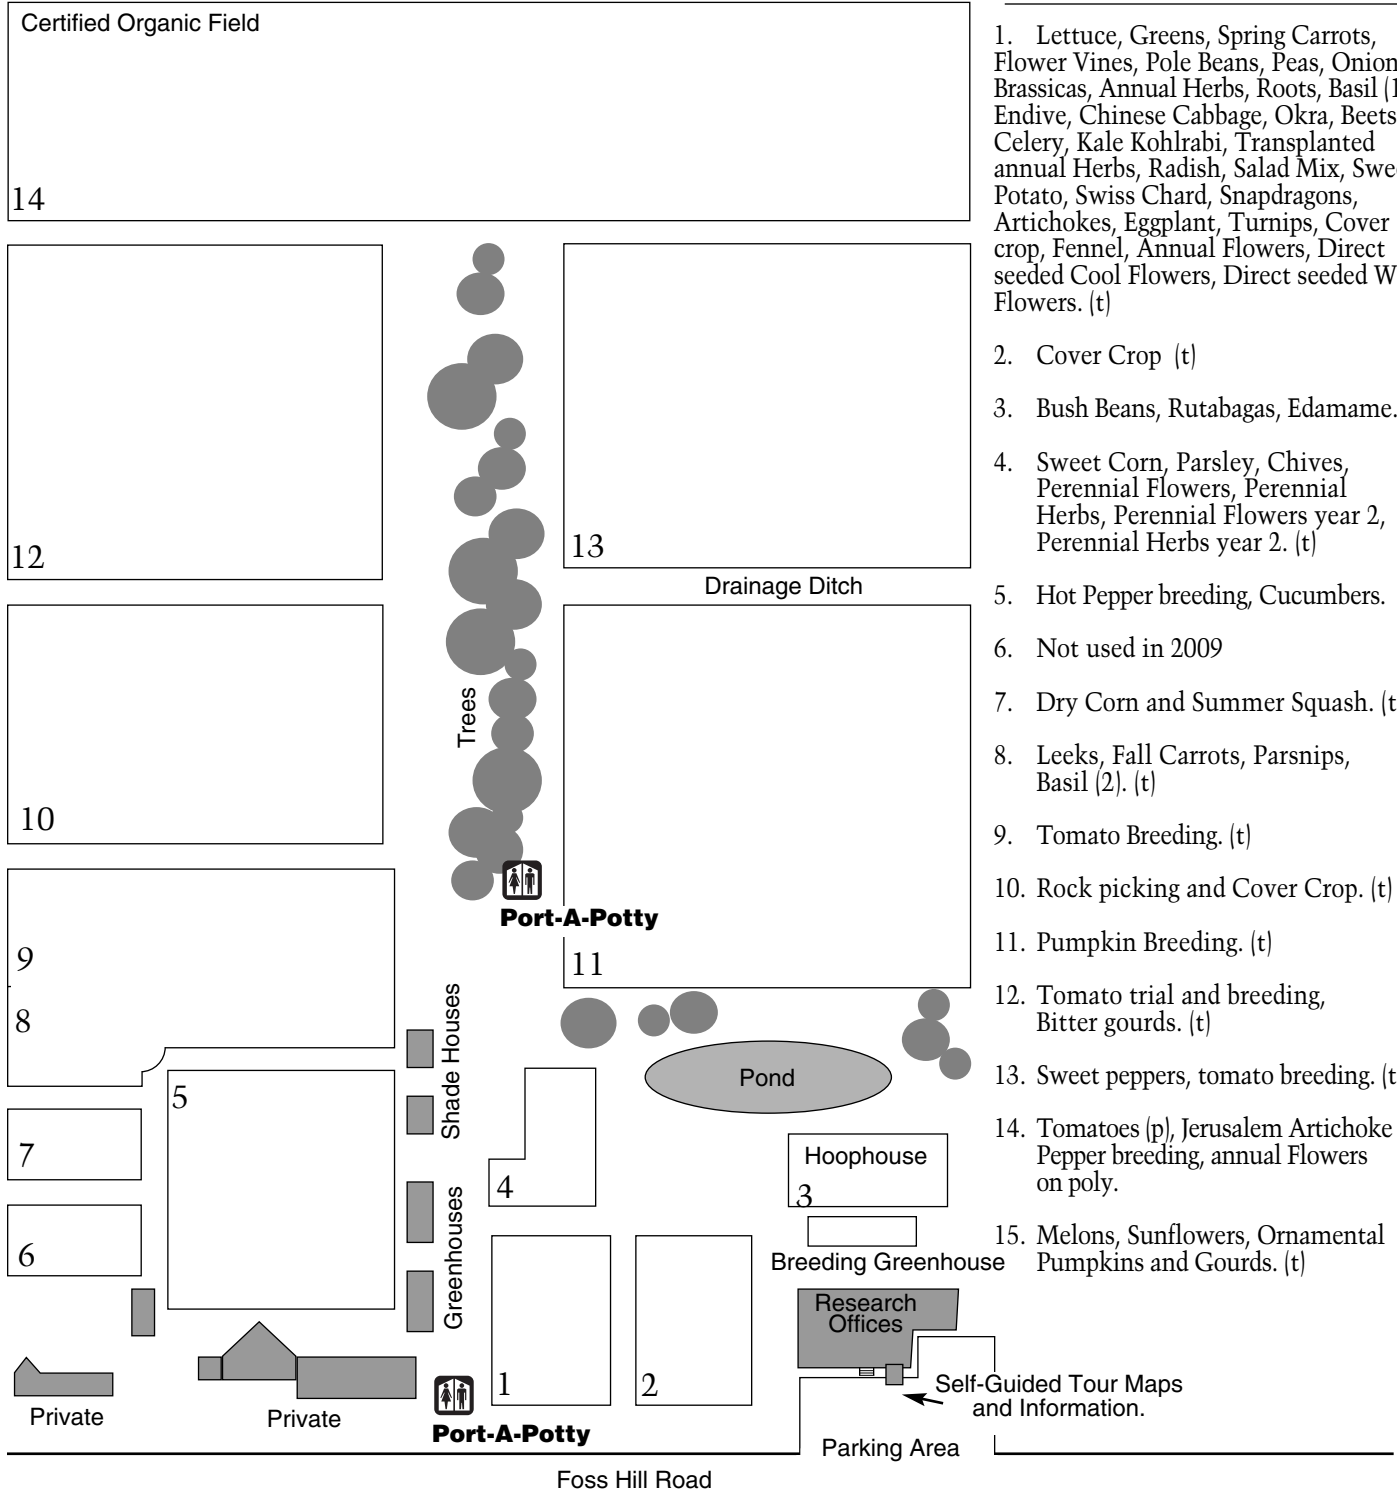 Certified Organic Field
14
12
13
Drainage Ditch
10
Trees
Port-A-Potty
11
9
8
Shade Houses
Pond
5
7
4
Hoophouse
3
6
Greenhouses
Breeding Greenhouse
Research
Offices
1
2
Self-Guided Tour Maps
and Information.
Private
Private
Port-A-Potty
Parking Area
Foss Hill Road
1. Lettuce, Greens, Spring Carrots,
Flower Vines, Pole Beans, Peas, Onion
Brassicas, Annual Herbs, Roots, Basil (1
Endive, Chinese Cabbage, Okra, Beets
Celery, Kale Kohlrabi, Transplanted
annual Herbs, Radish, Salad Mix,
Potato, Swiss Chard, Snapdragons,
Artichokes, Eggplant, Turnips, Cover
crop, Fennel, Annual Flowers, Direct
seeded Cool Flowers, Direct seeded
Flowers. (t)
2. Cover Crop (t)
3. Bush Beans, Rutabagas, Edamame.
4. Sweet Corn, Parsley, Chives,
Perennial Flowers, Perennial
Herbs, Perennial Flowers year 2,
Perennial Herbs year 2. (t)
5. Hot Pepper breeding, Cucumbers.
6. Not used in 2009
7. Dry Corn and Summer Squash. (t
8. Leeks, Fall Carrots, Parsnips,
Basil (2). (t)
9. Tomato Breeding. (t)
10. Rock picking and Cover Crop. (t)
11. Pumpkin Breeding. (t)
12. Tomato trial and breeding,
Bitter gourds. (t)
13. Sweet peppers, tomato breeding. (t
14. Tomatoes (p), Jerusalem Artichoke
Pepper breeding, annual Flowers
on poly.
15. Melons, Sunflowers, Ornamental
Pumpkins and Gourds. (t)